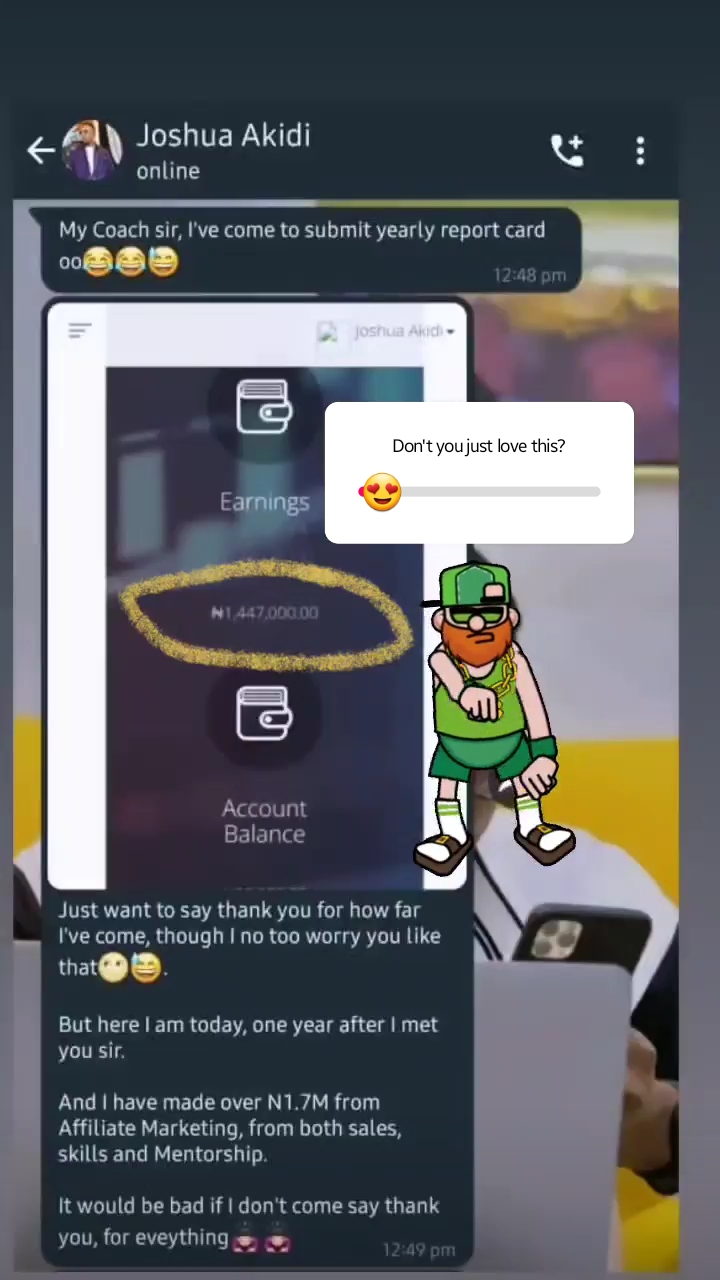 Joshua Akidi
online
My Coach sir, I've come to submit yearly report card
oo😂😂😅
12:48 pm
Joshua Akidi
Earnings
Don't you just love this?
₦1,447,000.00
Account
Balance
Just want to say thank you for how far
I've come, though I no too worry you like
that😶😅.
But here I am today, one year after I met
you sir.
And I have made over N1.7M from
Affiliate Marketing, from both sales,
skills and Mentorship.
It would be bad if I don't come say thank
you, for eveything
12:49 pm